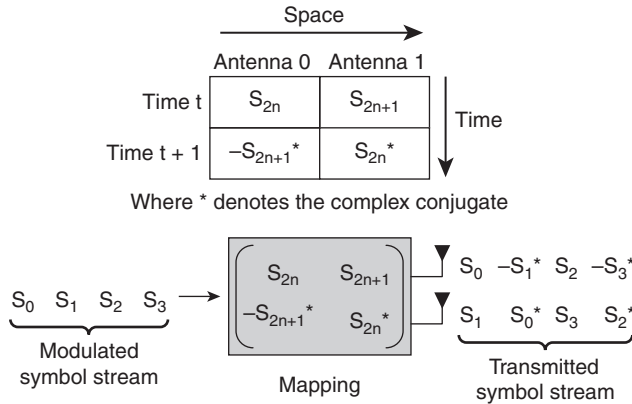 Space
Antenna 0 Antenna 1
Time t S2n S2n+1
Time t + 1 –S2n+1* S2n*
Time
Where * denotes the complex conjugate
S2n S2n+1
–S2n+1* S2n*
S0 S1 S2 S3
S0 –S1* S2 –S3*
S1 S0* S3 S2*
Modulated
symbol stream
Mapping
Transmitted
symbol stream